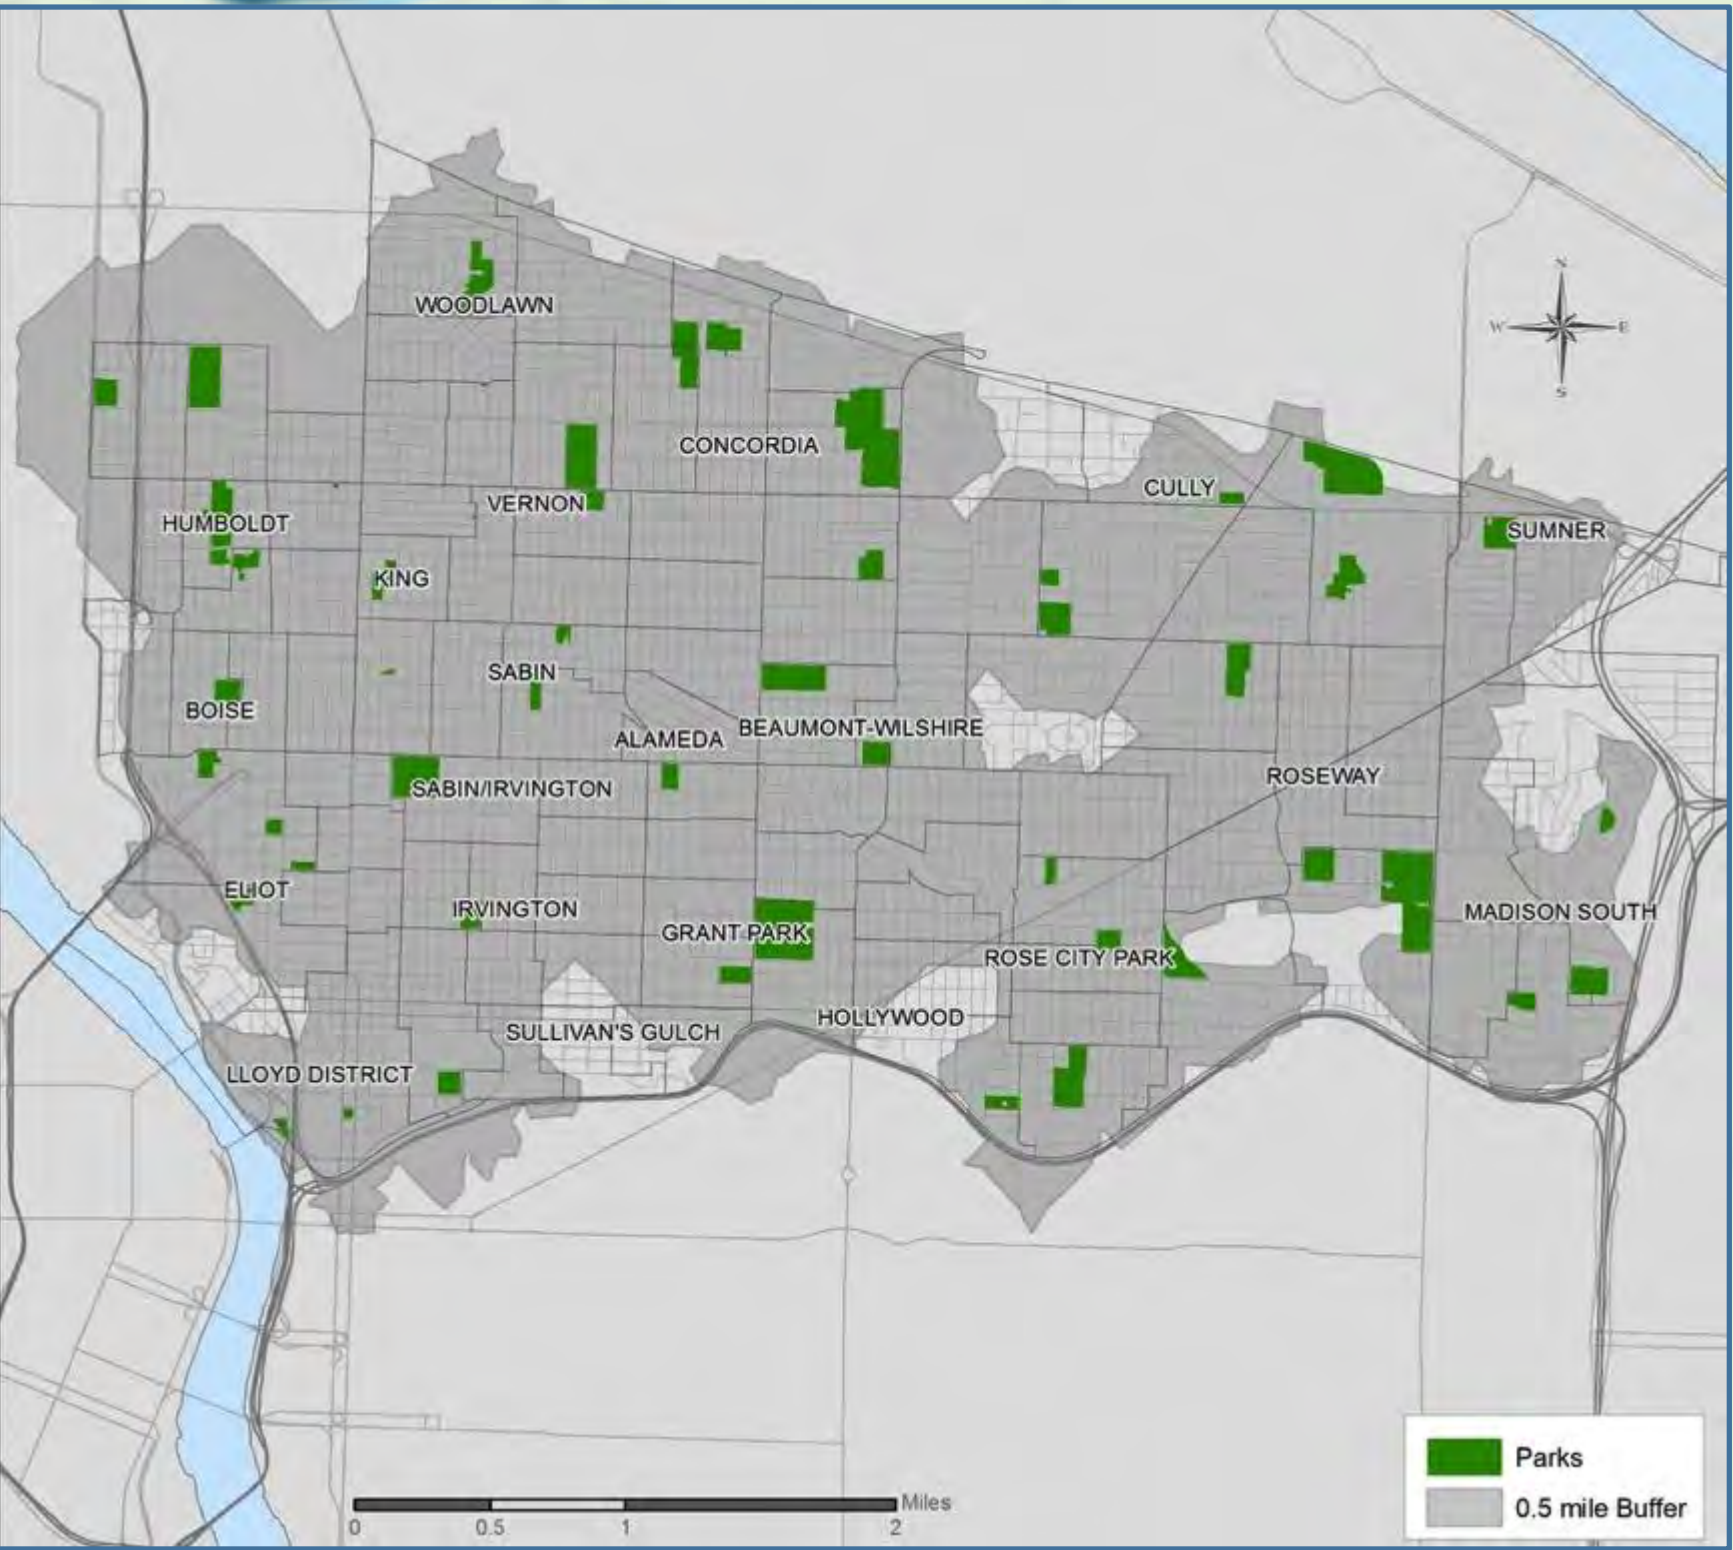 N
W E
S
WOODLAWN
CONCORDIA
CULLY
VERNON
HUMBOLDT
SUMNER
KING
SABIN
BOISE
BEAUMONT-WILSHIRE
ALAMEDA
ROSEWAY
SABIN/IRVINGTON
ELIOT
IRVINGTON
MADISON SOUTH
GRANT PARK
ROSE CITY PARK
HOLLYWOOD
SULLIVAN'S GULCH
LLOYD DISTRICT
Parks
0.5 mile Buffer
Miles
0 0.5 1 2